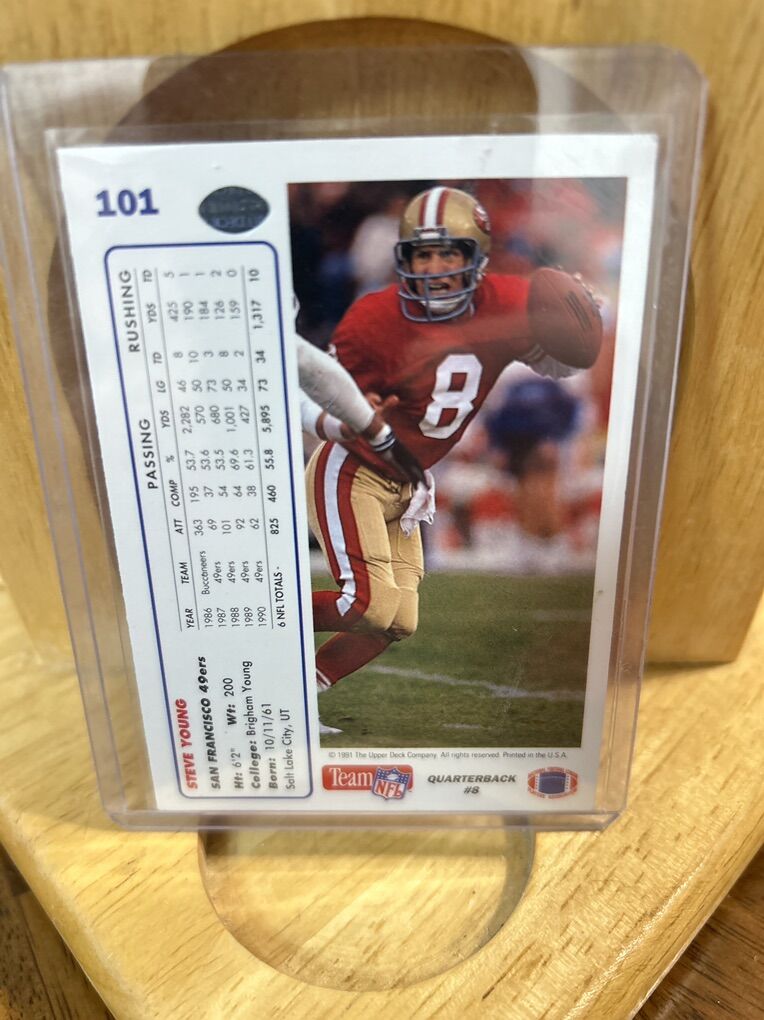 101
UPPER DECK
STEVE YOUNG
SAN FRANCISCO 49ers
Ht: 6'2" Wt: 200
College: Brigham Young
Born: 10/11/61
Salt Lake City, UT
PASSING RUSHING
YEAR TEAM ATT COMP % YDS LG TD YDS TD
1986 Buccaneers 363 195 53.7 2,282 46 8 425 5
1987 49ers 69 37 53.6 570 50 10 190 1
1988 49ers 101 54 53.5 680 73 3 184 1
1989 49ers 92 64 69.6 1,001 50 8 126 2
1990 49ers 62 38 61.3 427 34 2 159 0
6 NFL TOTALS - 825 460 55.8 5,895 73 34 1,317 10
8
© 1991 The Upper Deck Company. All rights reserved. Printed in the U.S.A.
Team NFL
QUARTERBACK
#8